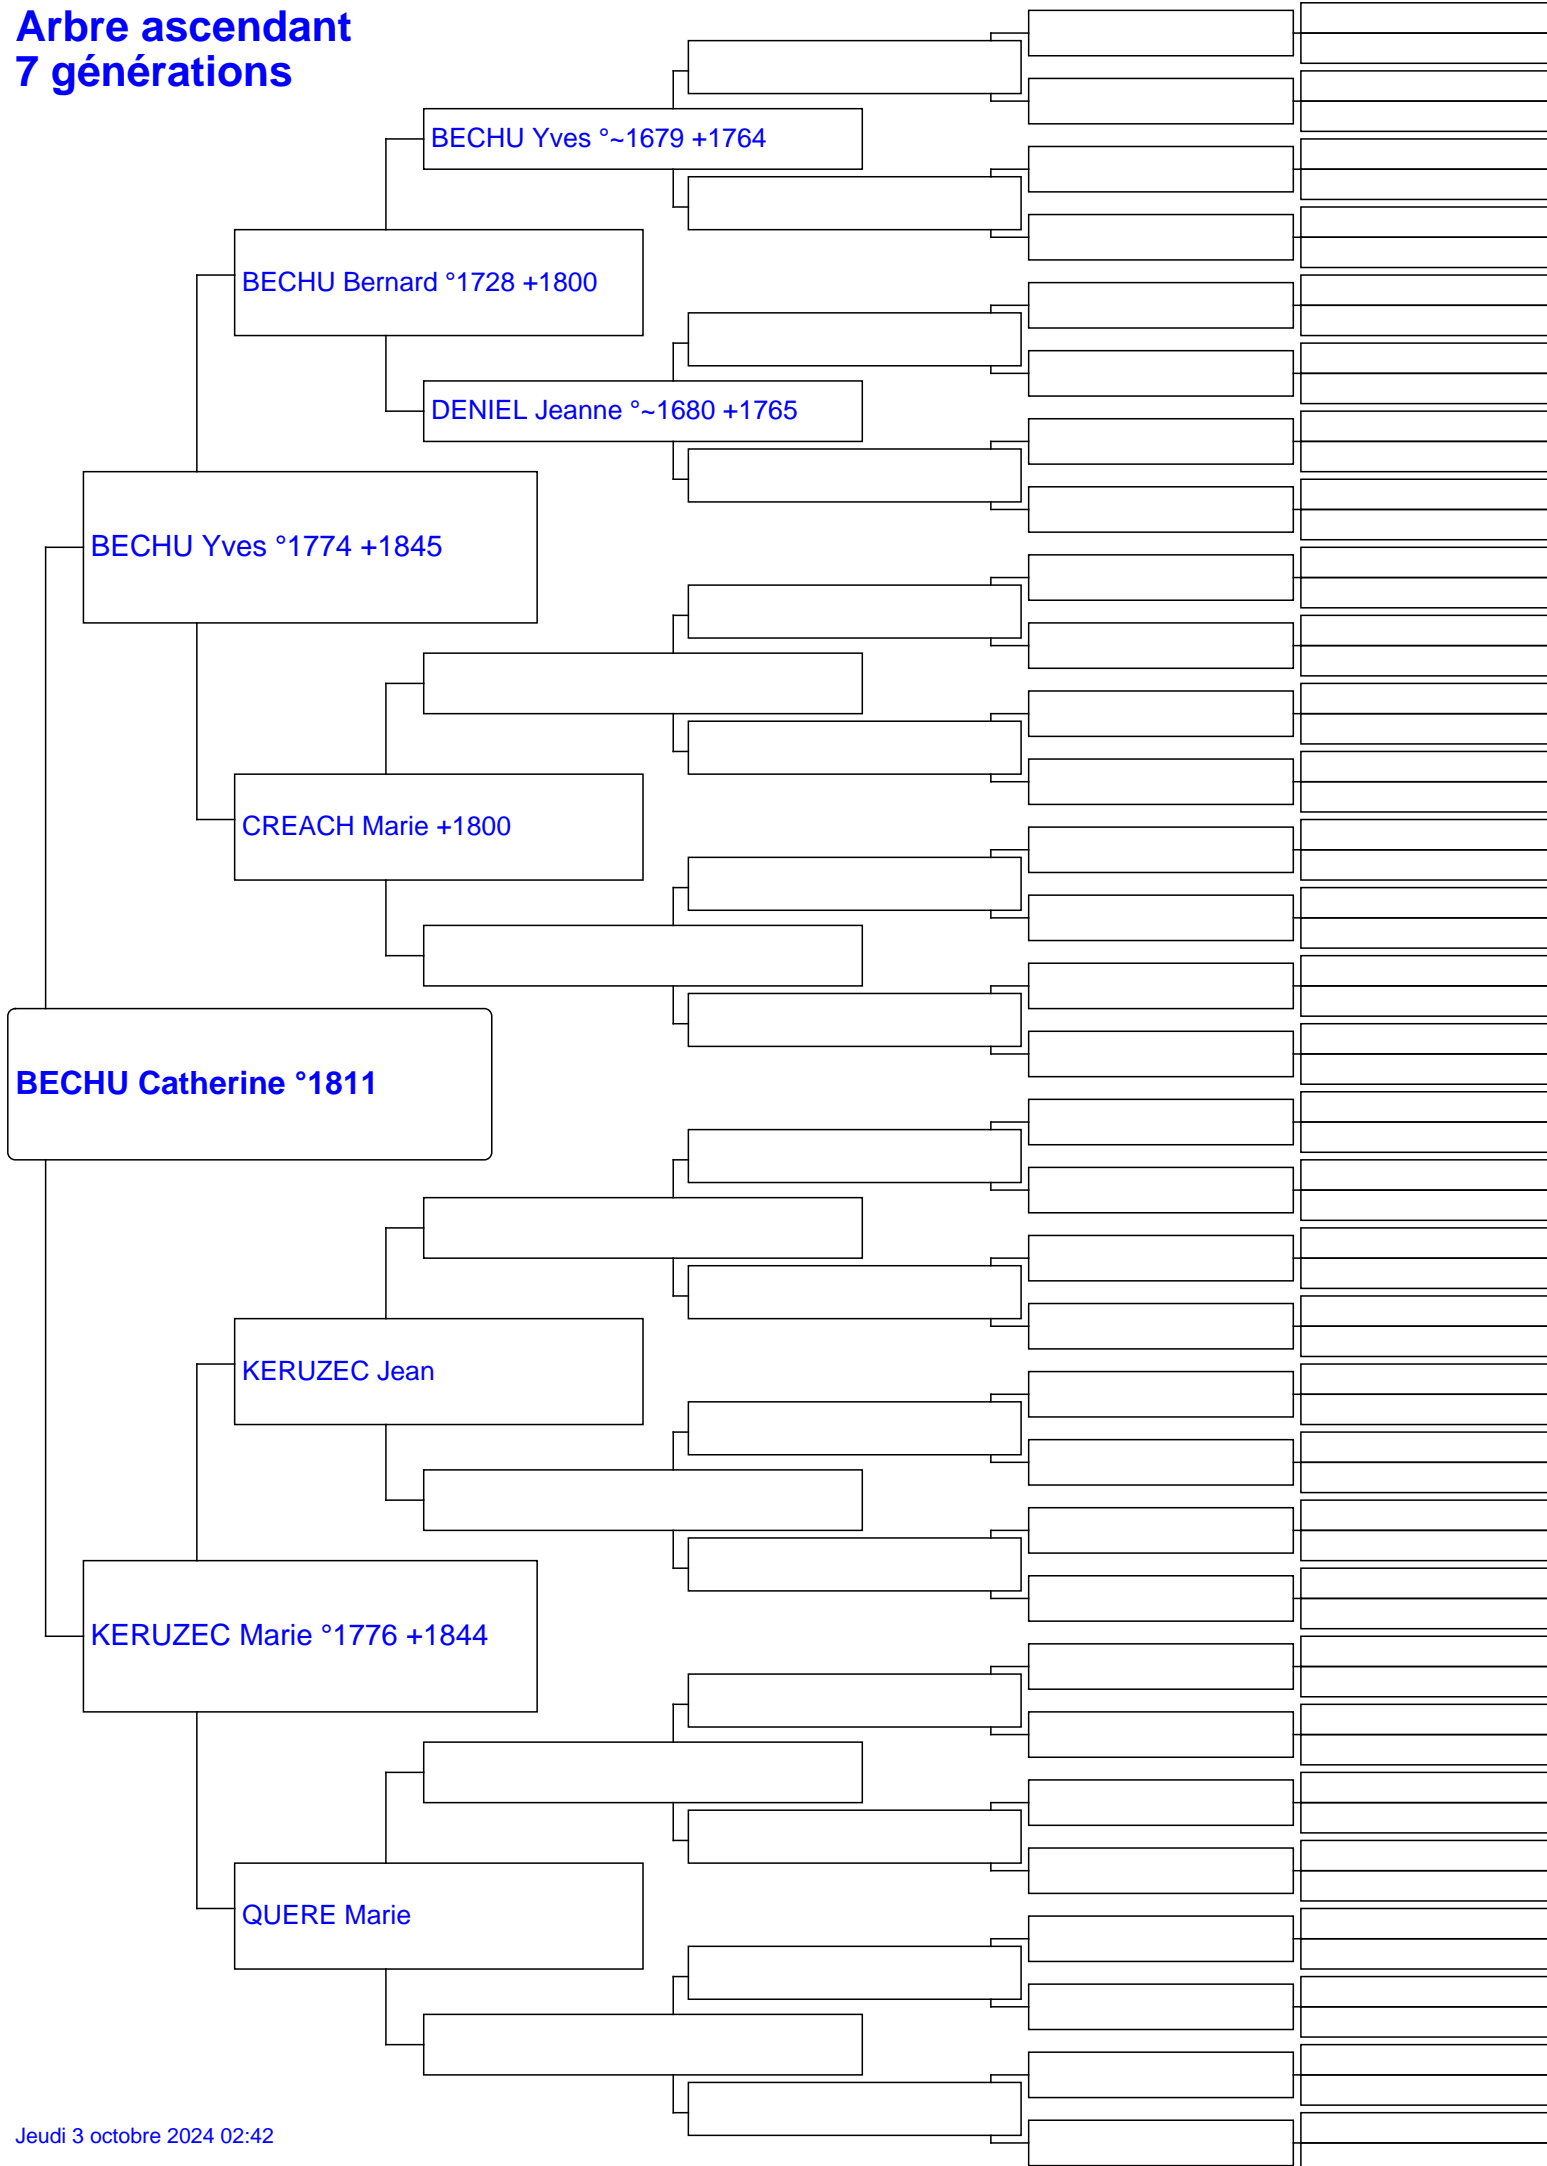 Arbre ascendant
7 générations
BECHU Yves °~1679 +1764
BECHU Bernard °1728 +1800
DENIEL Jeanne °~1680 +1765
BECHU Yves °1774 +1845
CREACH Marie +1800
BECHU Catherine °1811
KERUZEC Jean
KERUZEC Marie °1776 +1844
QUERE Marie
Jeudi 3 octobre 2024 02:42